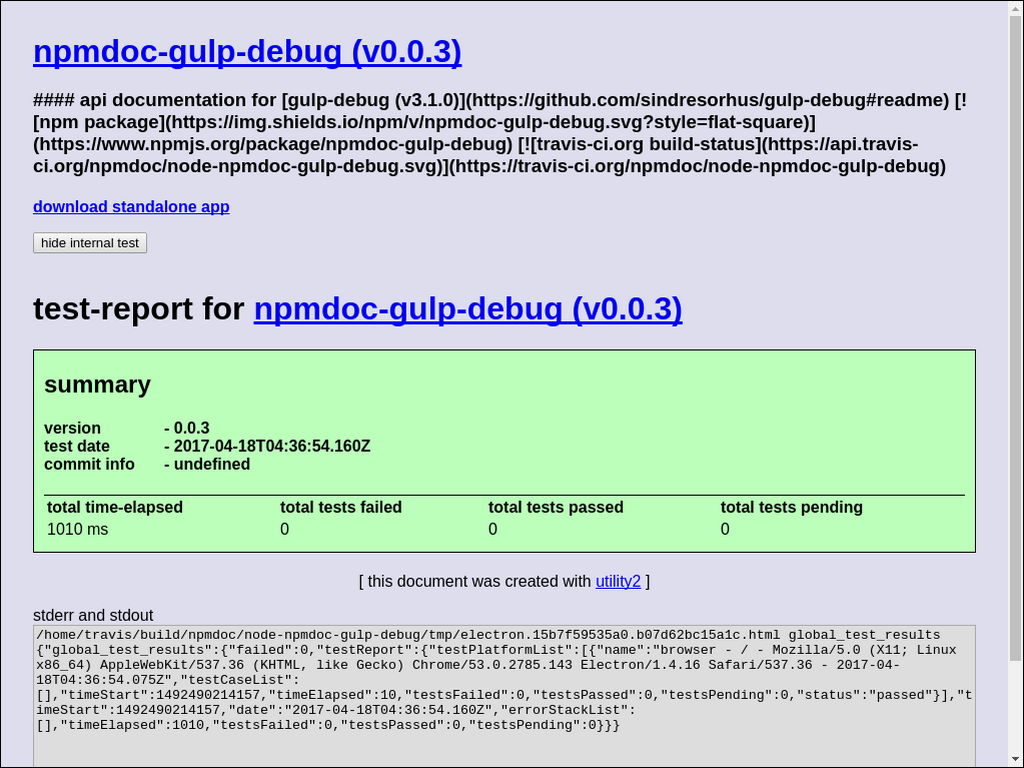 npmdoc-gulp-debug (v0.0.3)
#### api documentation for [gulp-debug (v3.1.0)](https://github.com/sindresorhus/gulp-debug#readme) [!
[npm package](https://img.shields.io/npm/v/npmdoc-gulp-debug.svg?style=flat-square)]
(https://www.npmjs.org/package/npmdoc-gulp-debug) [![travis-ci.org build-status](https://api.travis-
ci.org/npmdoc/node-npmdoc-gulp-debug.svg)](https://travis-ci.org/npmdoc/node-npmdoc-gulp-debug)
download standalone app
hide internal test
test-report for npmdoc-gulp-debug (v0.0.3)
summary
version - 0.0.3
test date - 2017-04-18T04:36:54.160Z
commit info - undefined
total time-elapsed total tests failed total tests passed total tests pending
1010 ms 0 0 0
[ this document was created with utility2 ]
stderr and stdout
/home/travis/build/npmdoc/node-npmdoc-gulp-debug/tmp/electron.15b7f59535a0.b07d62bc15a1c.html global_test_results
{"global_test_results":{"failed":0,"testReport":{"testPlatformList":[{"name":"browser - / - Mozilla/5.0 (X11; Linux
x86_64) AppleWebKit/537.36 (KHTML, like Gecko) Chrome/53.0.2785.143 Electron/1.4.16 Safari/537.36 - 2017-04-
18T04:36:54.075Z","testCaseList":
[],"timeStart":1492490214157,"timeElapsed":10,"testsFailed":0,"testsPassed":0,"testsPending":0,"status":"passed"}],"t
imeStart":1492490214157,"date":"2017-04-18T04:36:54.160Z","errorStackList":
[],"timeElapsed":1010,"testsFailed":0,"testsPassed":0,"testsPending":0}}}